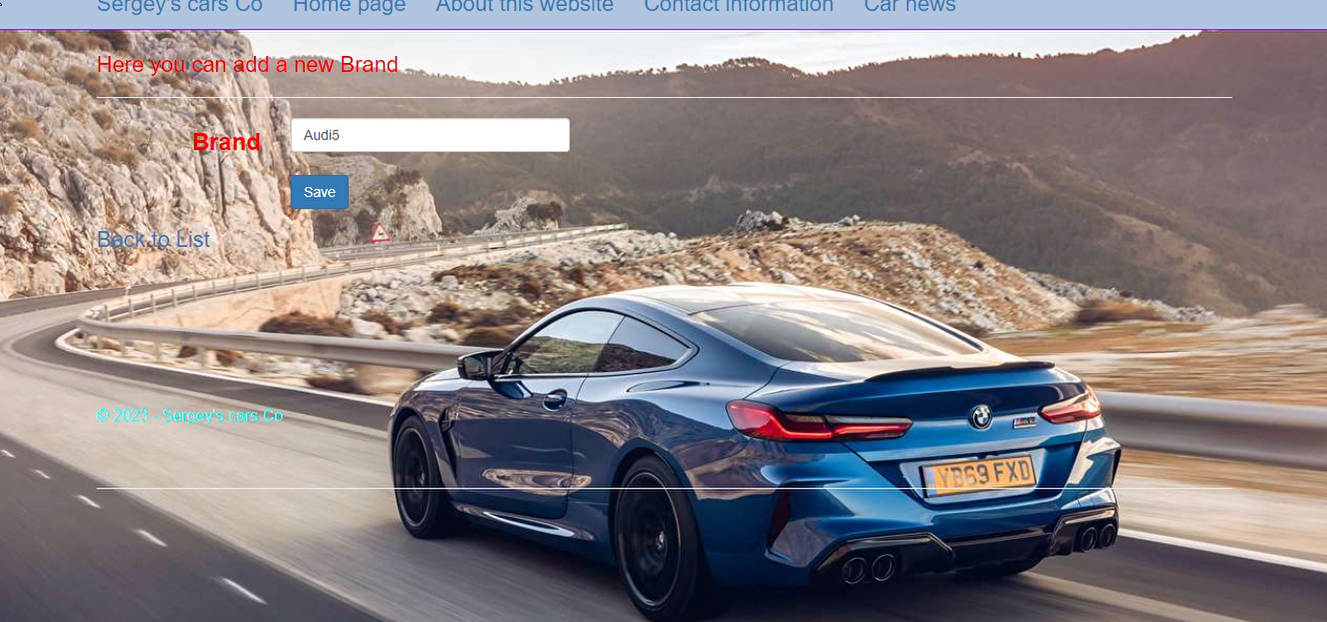 Sergey's cars Co Home page About this website Contact information Car news
Here you can add a new Brand
Brand Audi5
Save
Back to List
© 2023 - Sergey's cars Co
YB69 FXD